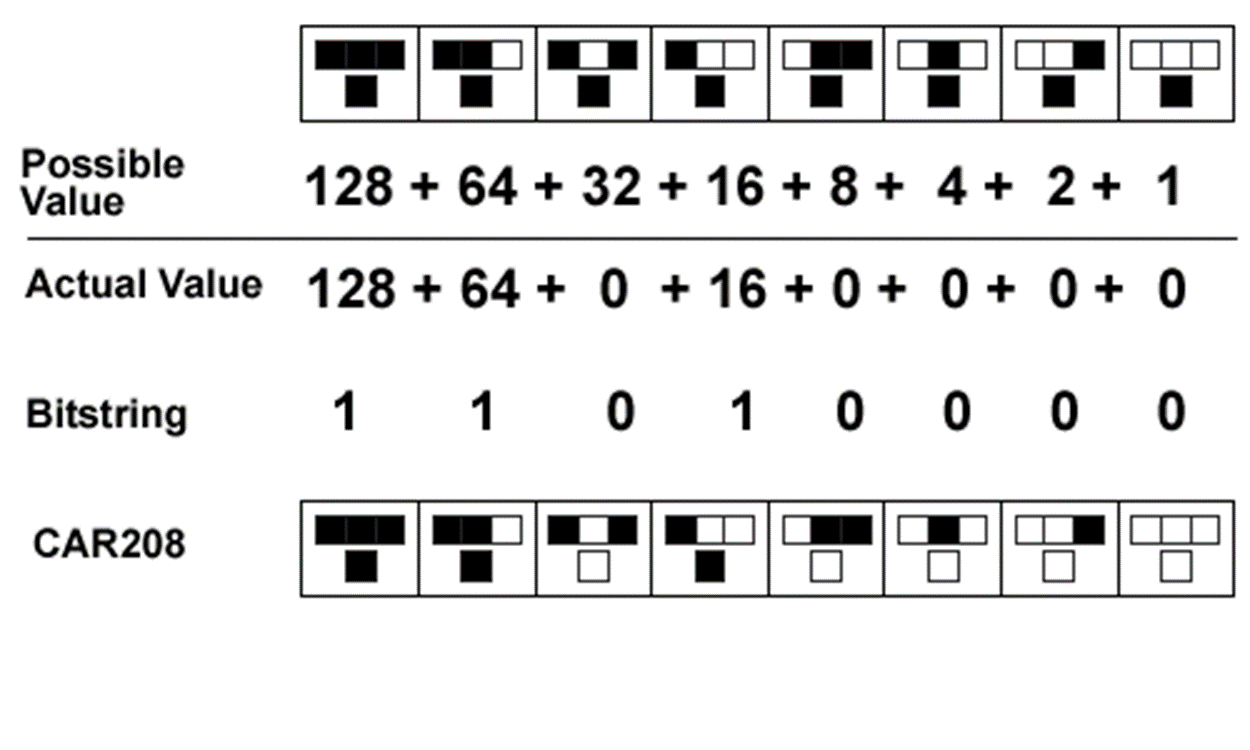 Possible
Value
128 + 64 + 32 + 16 + 8 + 4 + 2 + 1
Actual Value 128 + 64 + 0 + 16 + 0 + 0 + 0 + 0
Bitstring 1 1 0 1 0 0 0 0
CAR208